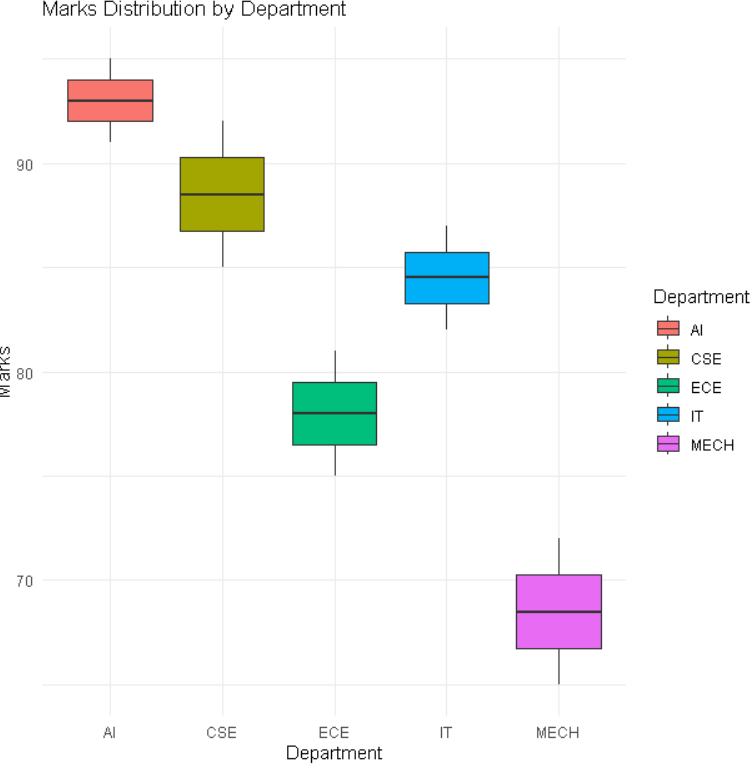 Marks Distribution by Department
90
80
70
Marks
AI
CSE
ECE
IT
MECH
Department
Department
AI
CSE
ECE
IT
MECH